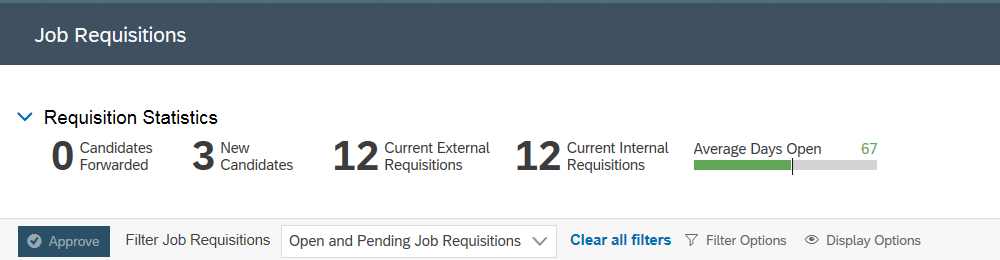 Job Requisitions
Requisition Statistics
0 Candidates Forwarded
3 New Candidates
12 Current External Requisitions
12 Current Internal Requisitions
Average Days Open 67
Approve Filter Job Requisitions Open and Pending Job Requisitions Clear all filters Filter Options Display Options